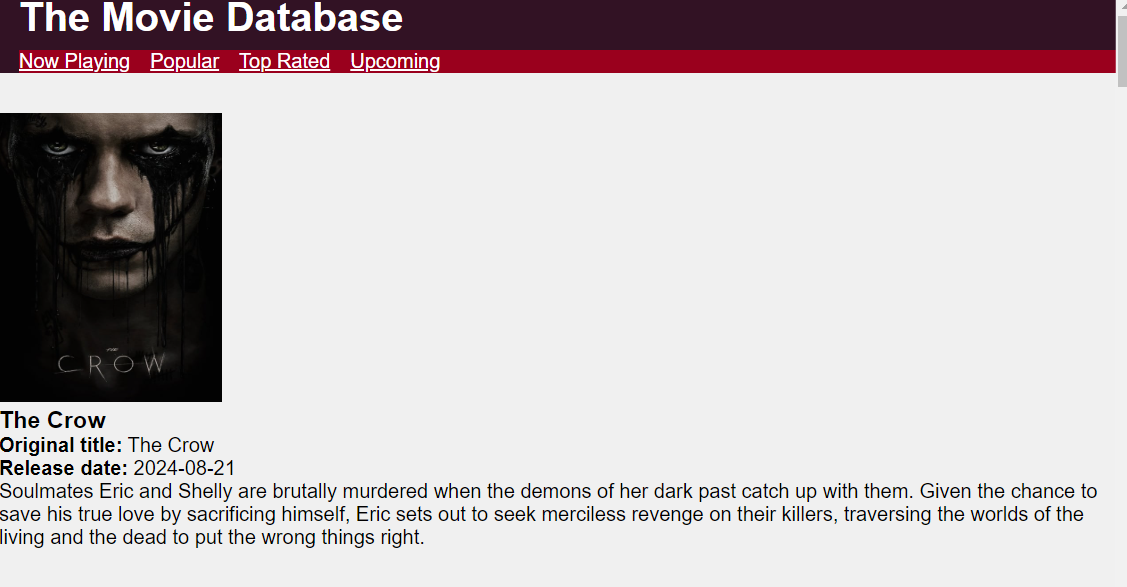 The Movie Database
Now Playing Popular Top Rated Upcoming
CROW
The Crow
Original title: The Crow
Release date: 2024-08-21
Soulmates Eric and Shelly are brutally murdered when the demons of her dark past catch up with them. Given the chance to
save his true love by sacrificing himself, Eric sets out to seek merciless revenge on their killers, traversing the worlds of the
living and the dead to put the wrong things right.